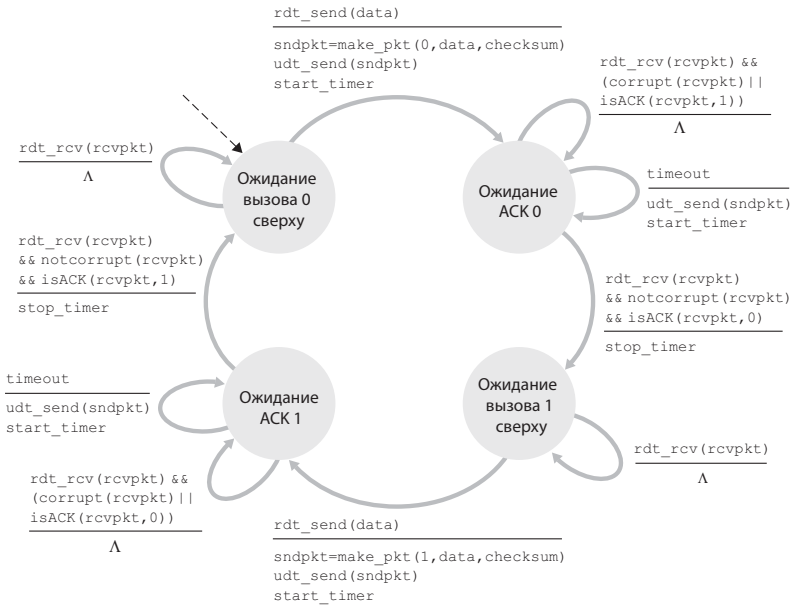 rdt_send(data)
sndpkt=make_pkt(0,data,checksum)
udt_send(sndpkt)
start_timer
rdt_rcv(rcvpkt) &&
(corrupt(rcvpkt)||
isACK(rcvpkt,1))
Λ
rdt_rcv(rcvpkt)
Λ
Ожидание
вызова 0
сверху
Ожидание
ACK 0
timeout
udt_send(sndpkt)
start_timer
rdt_rcv(rcvpkt)
&& notcorrupt(rcvpkt)
&& isACK(rcvpkt,1)
stop_timer
rdt_rcv(rcvpkt)
&& notcorrupt(rcvpkt)
&& isACK(rcvpkt,0)
stop_timer
timeout
udt_send(sndpkt)
start_timer
Ожидание
ACK 1
Ожидание
вызова 1
сверху
rdt_rcv(rcvpkt)
Λ
rdt_rcv(rcvpkt) &&
(corrupt(rcvpkt)||
isACK(rcvpkt,0))
Λ
rdt_send(data)
sndpkt=make_pkt(1,data,checksum)
udt_send(sndpkt)
start_timer